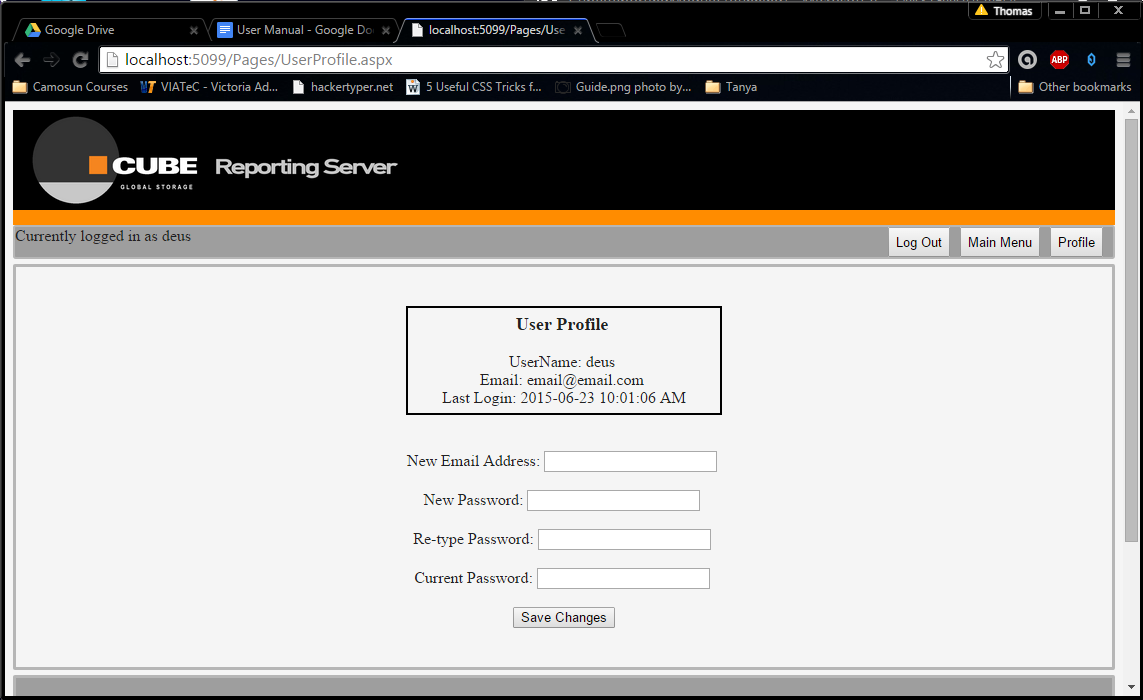 Thomas
Google Drive
User Manual - Google Do
localhost:5099/Pages/Use
localhost:5099/Pages/UserProfile.aspx
ABP
Camosun Courses
VT VIATeC - Victoria Ad...
hackertyper.net
W 5 Useful CSS Tricks f...
Guide.png photo by...
Tanya
Other bookmarks
CUBE
GLOBAL STORAGE
Reporting Server
Currently logged in as deus
Log Out
Main Menu
Profile
User Profile
UserName: deus
Email: email@email.com
Last Login: 2015-06-23 10:01:06 AM
New Email Address:
New Password:
Re-type Password:
Current Password:
Save Changes